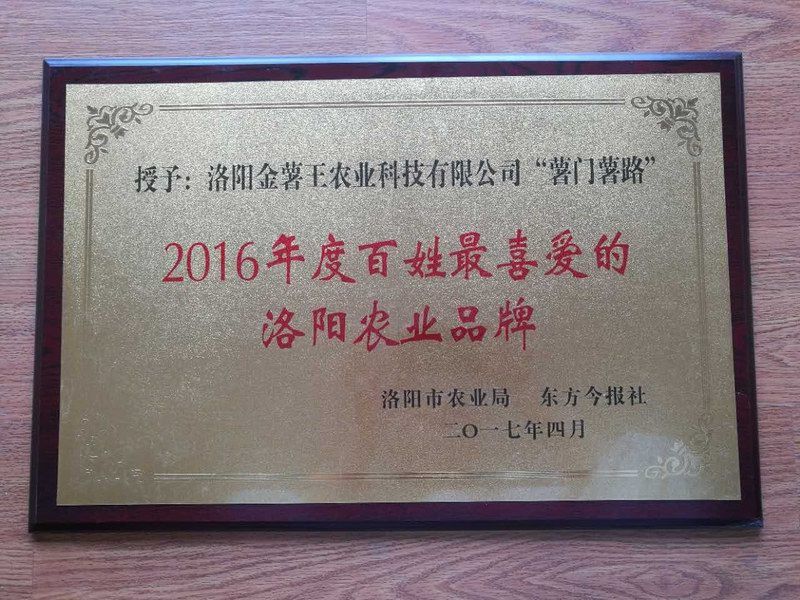 授予：洛阳金薯王农业科技有限公司“薯门薯路”
2016年度百姓最喜爱的
洛阳农业品牌
洛阳市农业局 东方今报社
二〇一七年四月